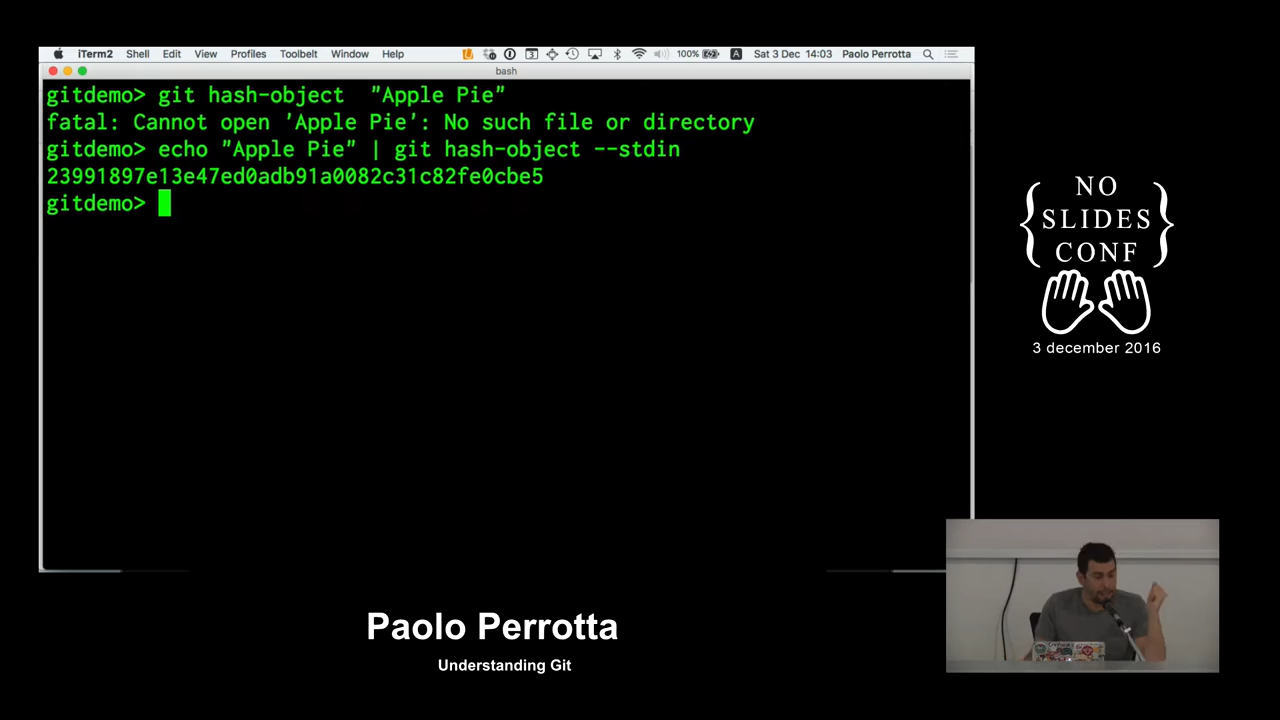 iTerm2 Shell Edit View Profiles Toolbelt Window Help 100% A Sat 3 Dec 14:03 Paolo Perrotta
bash
gitdemo> git hash-object  "Apple Pie"
fatal: Cannot open 'Apple Pie': No such file or directory
gitdemo> echo "Apple Pie" | git hash-object --stdin
23991897e13e47ed0adb91a0082c31c82fe0cbe5
gitdemo>
NO
SLIDES
CONF
3 december 2016
Paolo Perrotta
Understanding Git